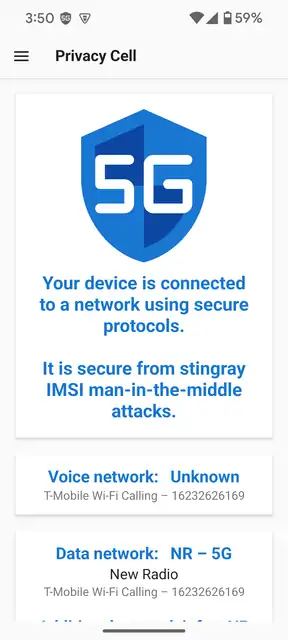 3:50
59%
Privacy Cell
5G
Your device is connected
to a network using secure
protocols.
It is secure from stingray
IMSI man-in-the-middle
attacks.
Voice network: Unknown
T-Mobile Wi-Fi Calling – 16232626169
Data network: NR – 5G
New Radio
T-Mobile Wi-Fi Calling – 16232626169